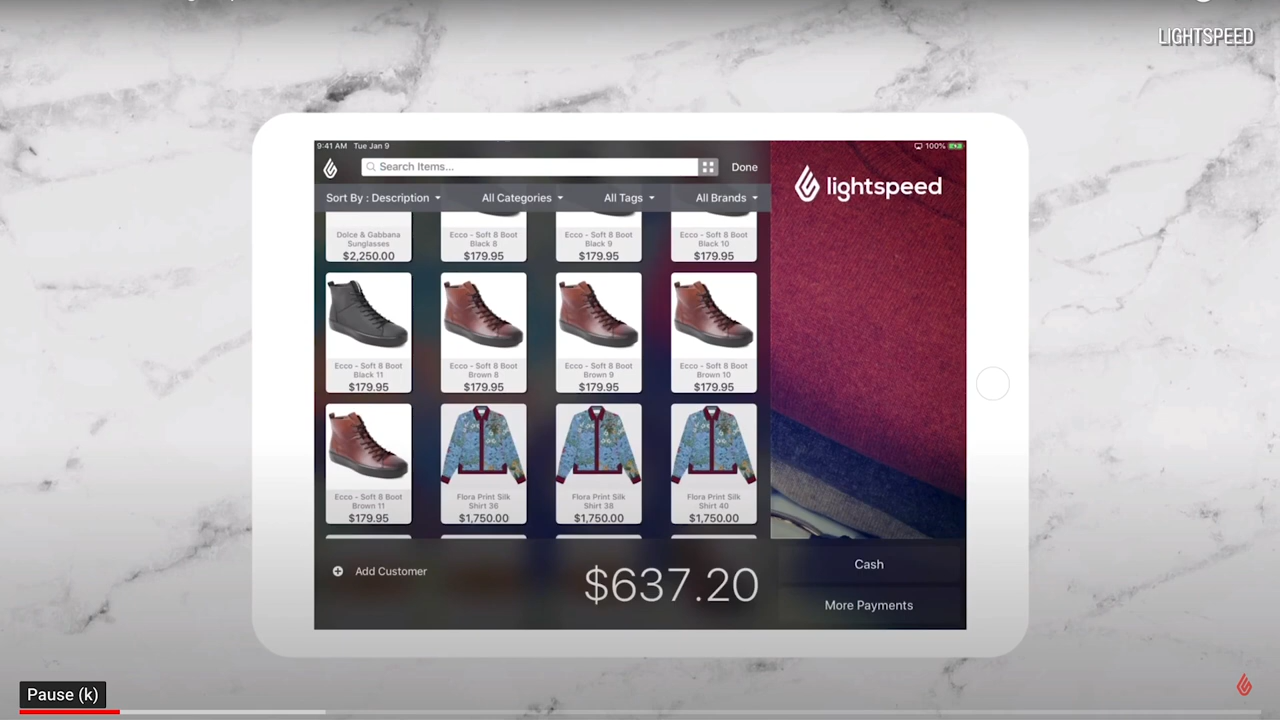 LIGHTSPEED
9:41 AM Tue Jan 9
100%
Search Items...
Done
lightspeed
Sort By : Description
All Categories
All Tags
All Brands
Dolce & Gabbana
Sunglasses
$2,250.00
Ecco - Soft 8 Boot
Black 8
$179.95
Ecco - Soft 8 Boot
Black 9
$179.95
Ecco - Soft 8 Boot
Black 10
$179.95
Ecco - Soft 8 Boot
Black 11
$179.95
Ecco - Soft 8 Boot
Brown 8
$179.95
Ecco - Soft 8 Boot
Brown 9
$179.95
Ecco - Soft 8 Boot
Brown 10
$179.95
Ecco - Soft 8 Boot
Brown 11
$179.95
Flora Print Silk
Shirt 36
$1,750.00
Flora Print Silk
Shirt 38
$1,750.00
Flora Print Silk
Shirt 40
$1,750.00
Add Customer
$637.20
Cash
More Payments
Pause (k)